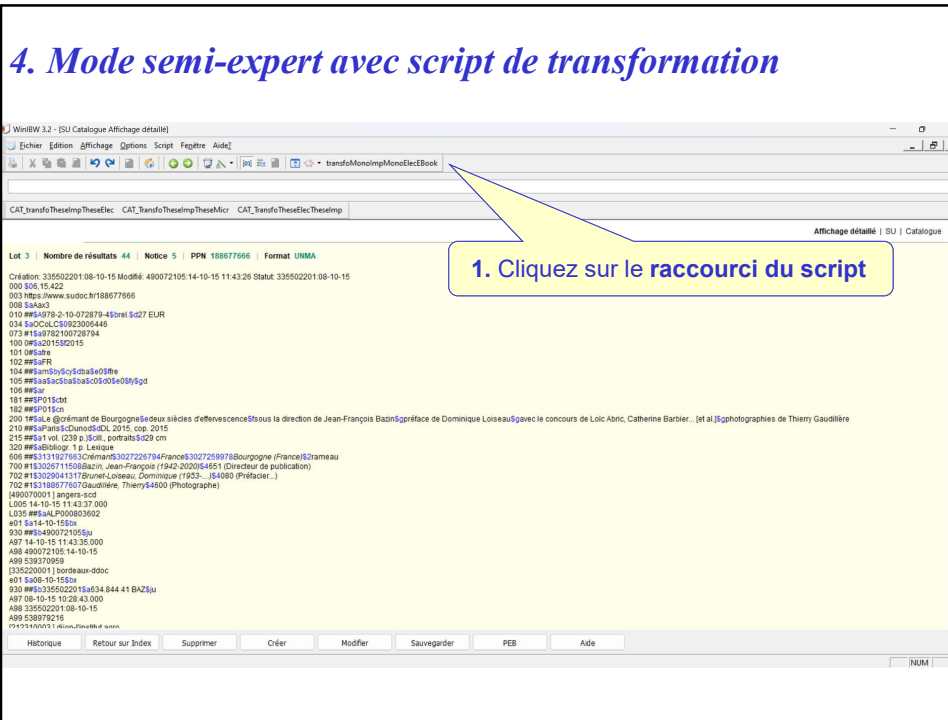 4. Mode semi-expert avec script de transformation
WinIBW 3.2 - [SU Catalogue Affichage détaillé]
Eichier Edition Affichage Options Script Fenêtre Aide?
transfoMonoImpMonoElecEBook
CAT_transfoTheseImpTheseElec CAT_TransfoTheseImpTheseMicr CAT_TransfoTheseElecTheseImp
Affichage détaillé | SU | Catalogue
1. Cliquez sur le raccourci du script
Lot 3 | Nombre de résultats 44 | Notice 5 | PPN 188677666 | Format UNMA
Création: 335502201:08-10-15 Modifié: 490072105:14-10-15 11:43:26 Statut: 335502201:08-10-15
000 $06,15,422
003 https://www.sudoc.fr/188677666
008 $aAax3
010 ##$A978-2-10-072879-4$brel.$d27 EUR
034 $aOCoLC$0923006446
073 #1$a9782100728794
100 0#$a2015$f2015
101 0#$afre
102 ##$aFR
104 ##$am$by$cy$dba$e0$ffre
105 ##$aa$ac$ba$ba$c0$d0$e0$fy$gd
106 ##$ar
181 ##$P01$ctxt
182 ##$P01$cn
200 1#$aLe @crémant de Bourgogne$edeux siècles d'effervescence$fsous la direction de Jean-François Bazin$gpréface de Dominique Loiseau$gavec le concours de Loïc Abric, Catherine Barbier... [et al.]$gphotographies de Thierry Gaudillère
210 ##$aParis$cDunod$dDL 2015, cop. 2015
215 ##$a1 vol. (239 p.)$cill., portraits$d29 cm
320 ##$aBibliogr. 1 p. Lexique
606 ##$3131927663Crémant$3027226794France$3027259978Bourgogne (France)$2rameau
700 #1$3026711508Bazin, Jean-François (1942-2020)$4651 (Directeur de publication)
702 #1$3029041317Brunet-Loiseau, Dominique (1953-....)$4080 (Préfacier...)
702 #1$3188677607Gaudillère, Thierry$4600 (Photographe)
[490070001 ] angers-scd
L005 14-10-15 11:43:37.000
L035 ##$aALP000803602
e01 $a14-10-15$bx
930 ##$b490072105$ju
A97 14-10-15 11:43:35.000
A98 490072105:14-10-15
A99 539370959
[335220001 ] bordeaux-ddoc
e01 $a08-10-15$bx
930 ##$b335502201$a634.844 41 BAZ$ju
A97 08-10-15 10:28:43.000
A98 335502201:08-10-15
A99 538979216
[212310003 ] dijon-l'institut agro
Historique Retour sur Index Supprimer Créer Modifier Sauvegarder PEB Aide
NUM